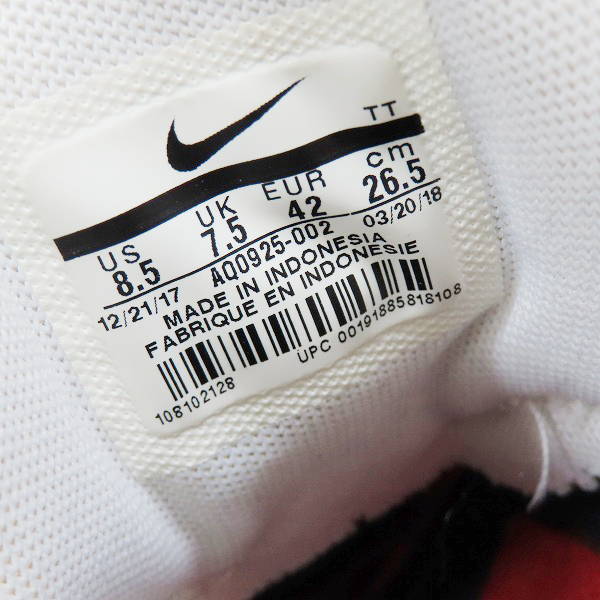 TT
US UK EUR cm
8.5 7.5 42 26.5
12/21/17 AQ0925-002 03/20/18
MADE IN INDONESIA
FABRIQUE EN INDONESIE
108102128 UPC 00191885818108